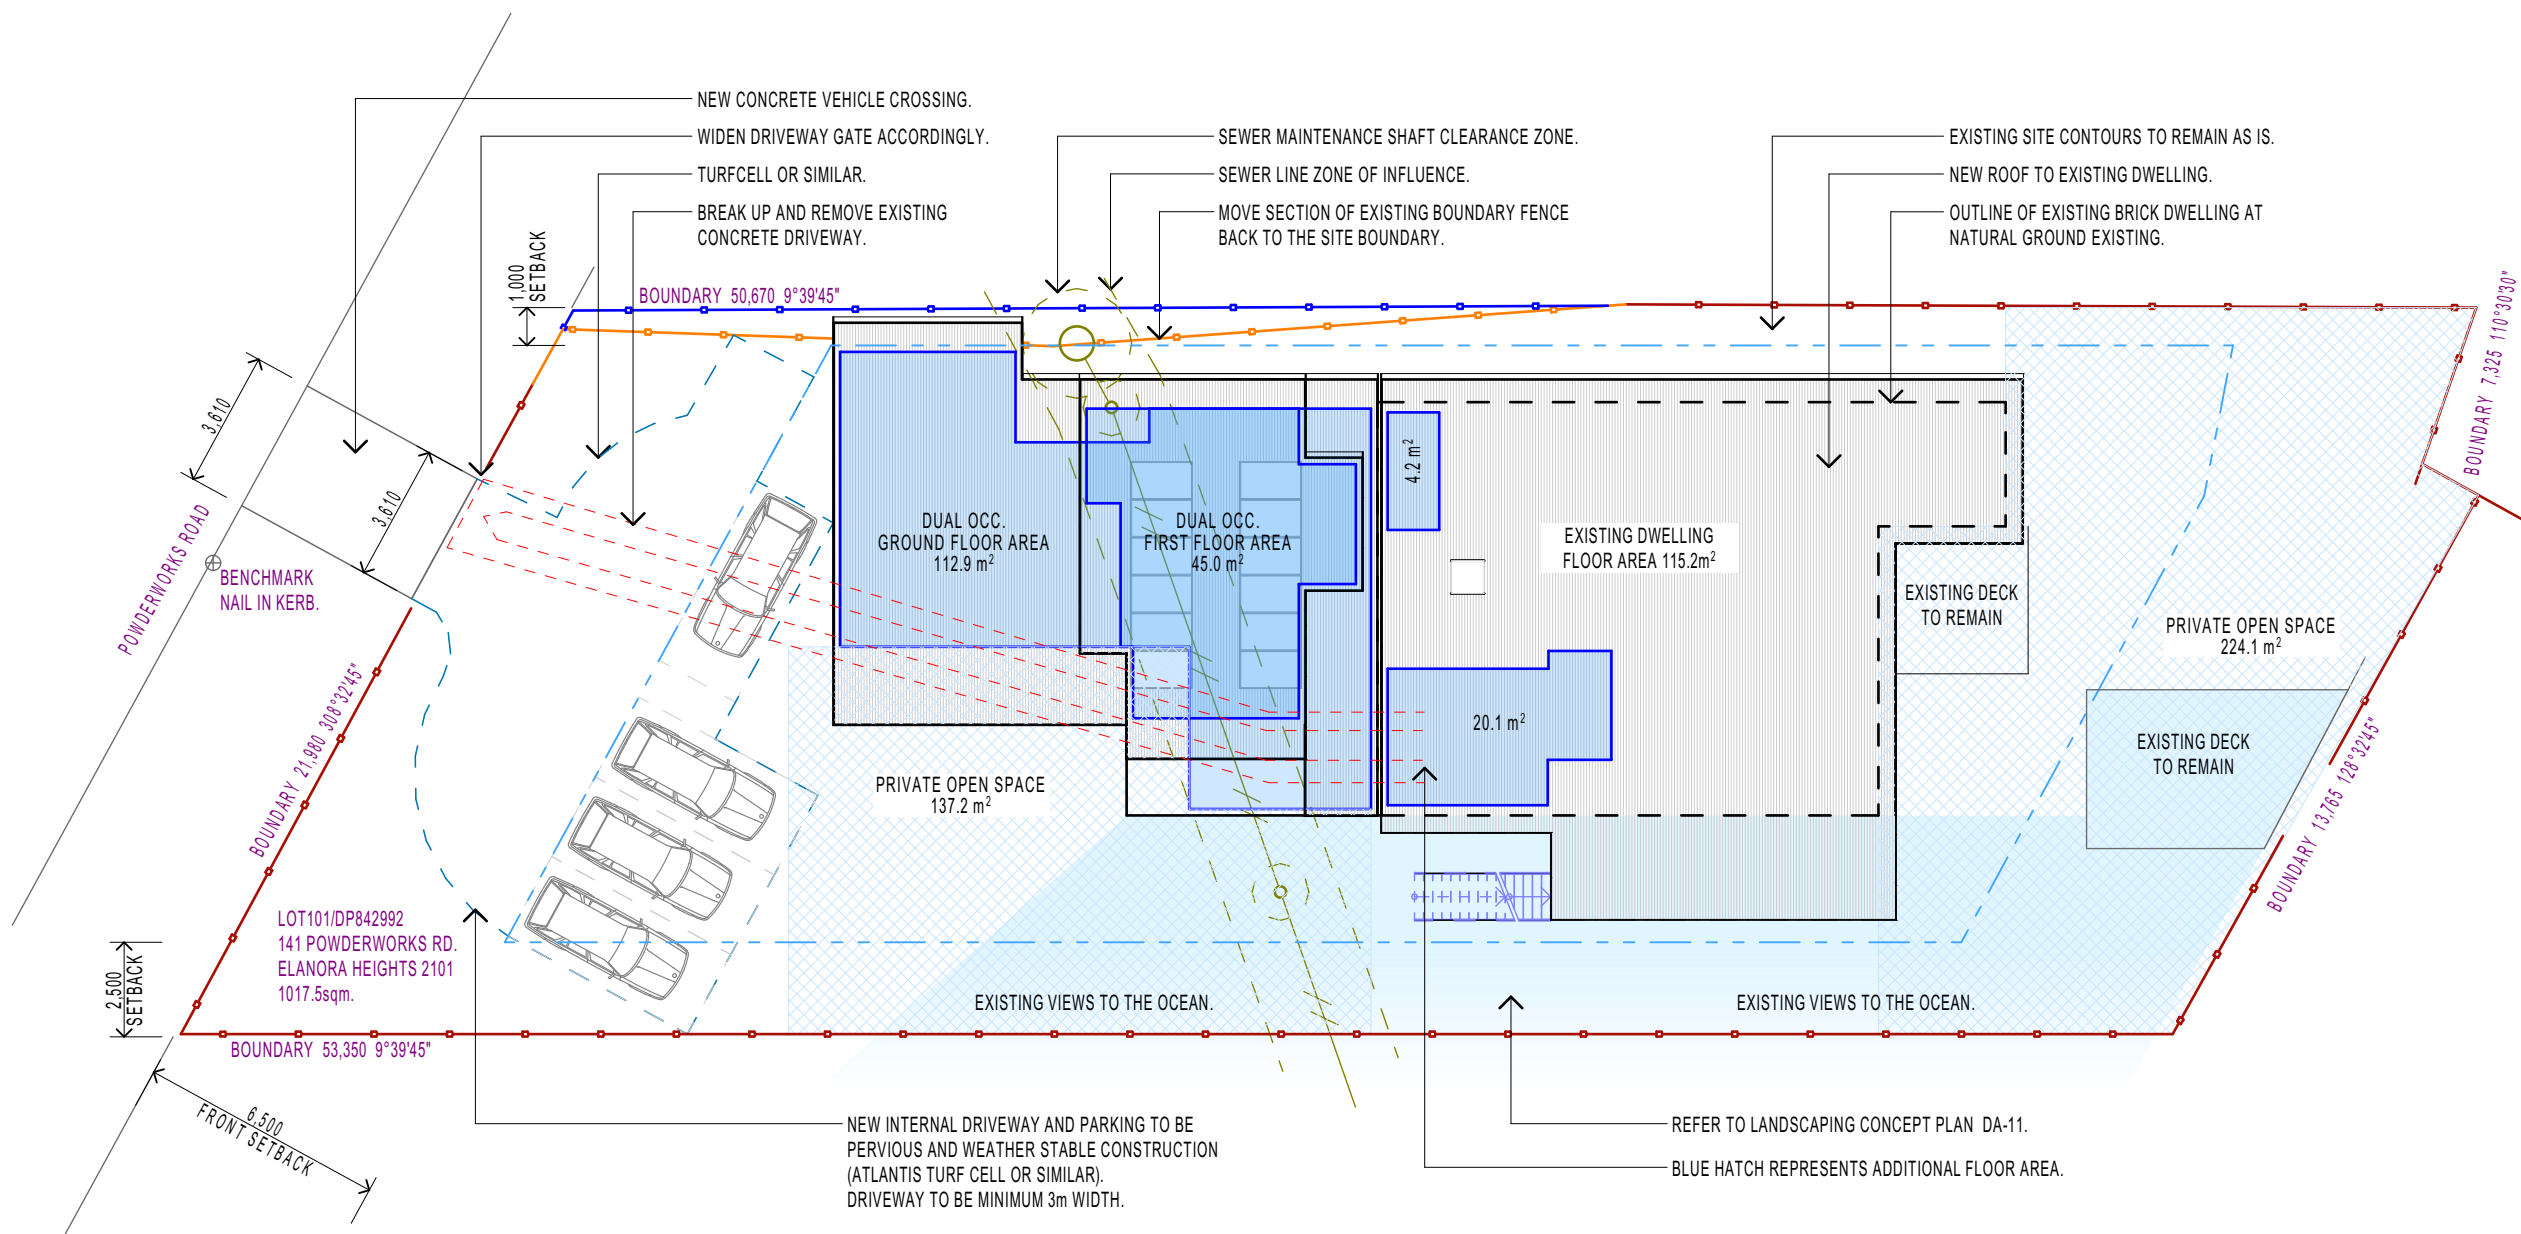 NEW CONCRETE VEHICLE CROSSING.
WIDEN DRIVEWAY GATE ACCORDINGLY.
TURFCELL OR SIMILAR.
BREAK UP AND REMOVE EXISTING
CONCRETE DRIVEWAY.
SEWER MAINTENANCE SHAFT CLEARANCE ZONE.
SEWER LINE ZONE OF INFLUENCE.
MOVE SECTION OF EXISTING BOUNDARY FENCE
BACK TO THE SITE BOUNDARY.
EXISTING SITE CONTOURS TO REMAIN AS IS.
NEW ROOF TO EXISTING DWELLING.
OUTLINE OF EXISTING BRICK DWELLING AT
NATURAL GROUND EXISTING.
1,000
SETBACK
BOUNDARY 50,670 9°39'45"
BOUNDARY 7,325 110°30'30"
3,610
3,610
POWDERWORKS ROAD
BENCHMARK
NAIL IN KERB.
DUAL OCC.
GROUND FLOOR AREA
112.9 m²
DUAL OCC.
FIRST FLOOR AREA
45.0 m²
4.2 m²
EXISTING DWELLING
FLOOR AREA 115.2m²
EXISTING DECK
TO REMAIN
PRIVATE OPEN SPACE
224.1 m²
BOUNDARY 21,980 308°32'45"
20.1 m²
EXISTING DECK
TO REMAIN
PRIVATE OPEN SPACE
137.2 m²
BOUNDARY 13,765 128°32'45"
LOT101/DP842992
141 POWDERWORKS RD.
ELANORA HEIGHTS 2101
1017.5sqm.
2,500
SETBACK
EXISTING VIEWS TO THE OCEAN.
EXISTING VIEWS TO THE OCEAN.
BOUNDARY 53,350 9°39'45"
6,500
FRONT SETBACK
NEW INTERNAL DRIVEWAY AND PARKING TO BE
PERVIOUS AND WEATHER STABLE CONSTRUCTION
(ATLANTIS TURF CELL OR SIMILAR).
DRIVEWAY TO BE MINIMUM 3m WIDTH.
REFER TO LANDSCAPING CONCEPT PLAN DA-11.
BLUE HATCH REPRESENTS ADDITIONAL FLOOR AREA.